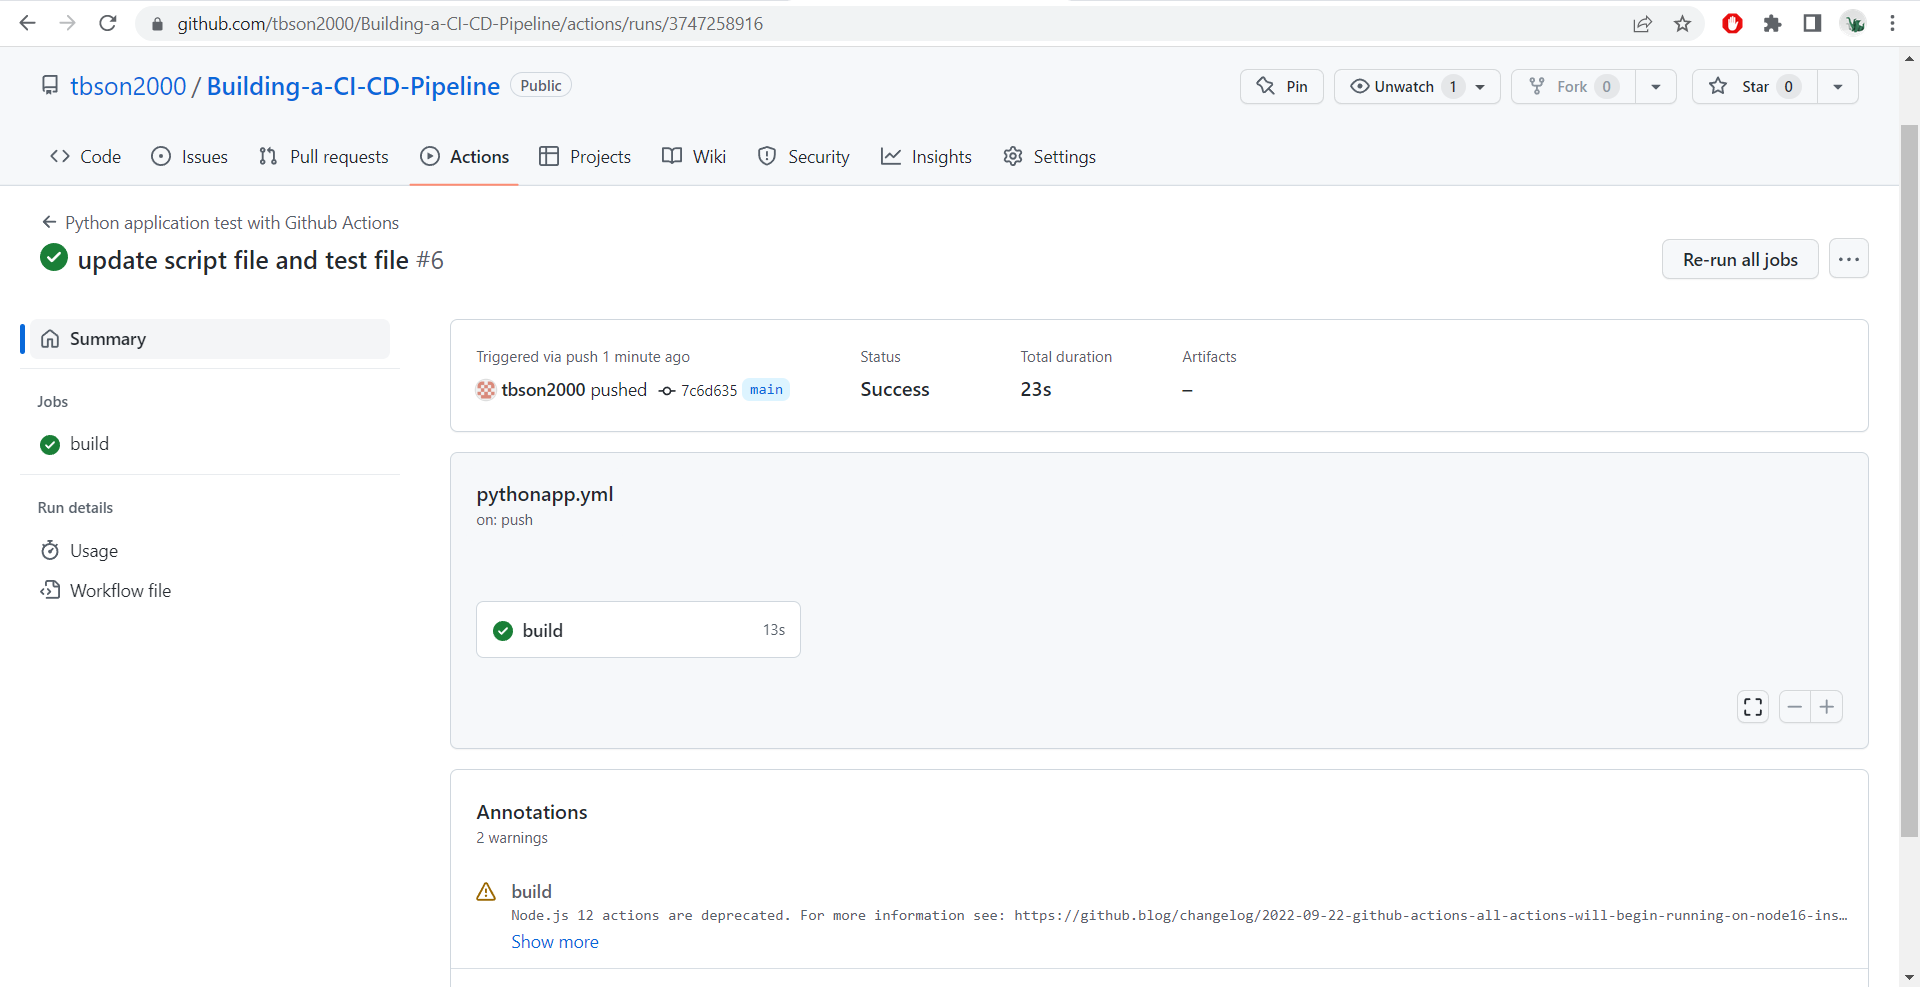 github.com/tbson2000/Building-a-CI-CD-Pipeline/actions/runs/3747258916
tbson2000 / Building-a-CI-CD-Pipeline Public
Pin Unwatch 1 Fork 0 Star 0
Code Issues Pull requests Actions Projects Wiki Security Insights Settings
Python application test with Github Actions
update script file and test file #6
Re-run all jobs
Summary
Jobs
build
Run details
Usage
Workflow file
Triggered via push 1 minute ago Status Total duration Artifacts
tbson2000 pushed 7c6d635 main Success 23s –
pythonapp.yml
on: push
build 13s
Annotations
2 warnings
build
Node.js 12 actions are deprecated. For more information see: https://github.blog/changelog/2022-09-22-github-actions-all-actions-will-begin-running-on-node16-ins…
Show more